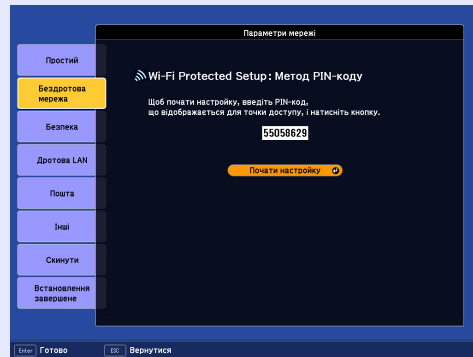 Параметри мережі
Простий
Бездротова
мережа
Безпека
Дротова LAN
Пошта
Інші
Скинути
Встановлення
завершене
Wi-Fi Protected Setup: Метод PIN-коду
Щоб почати настройку, введіть PIN-код,
що відображається для точки доступу, і натисніть кнопку.
55058629
Почати настройку
Enter Готово ESC Вернутися